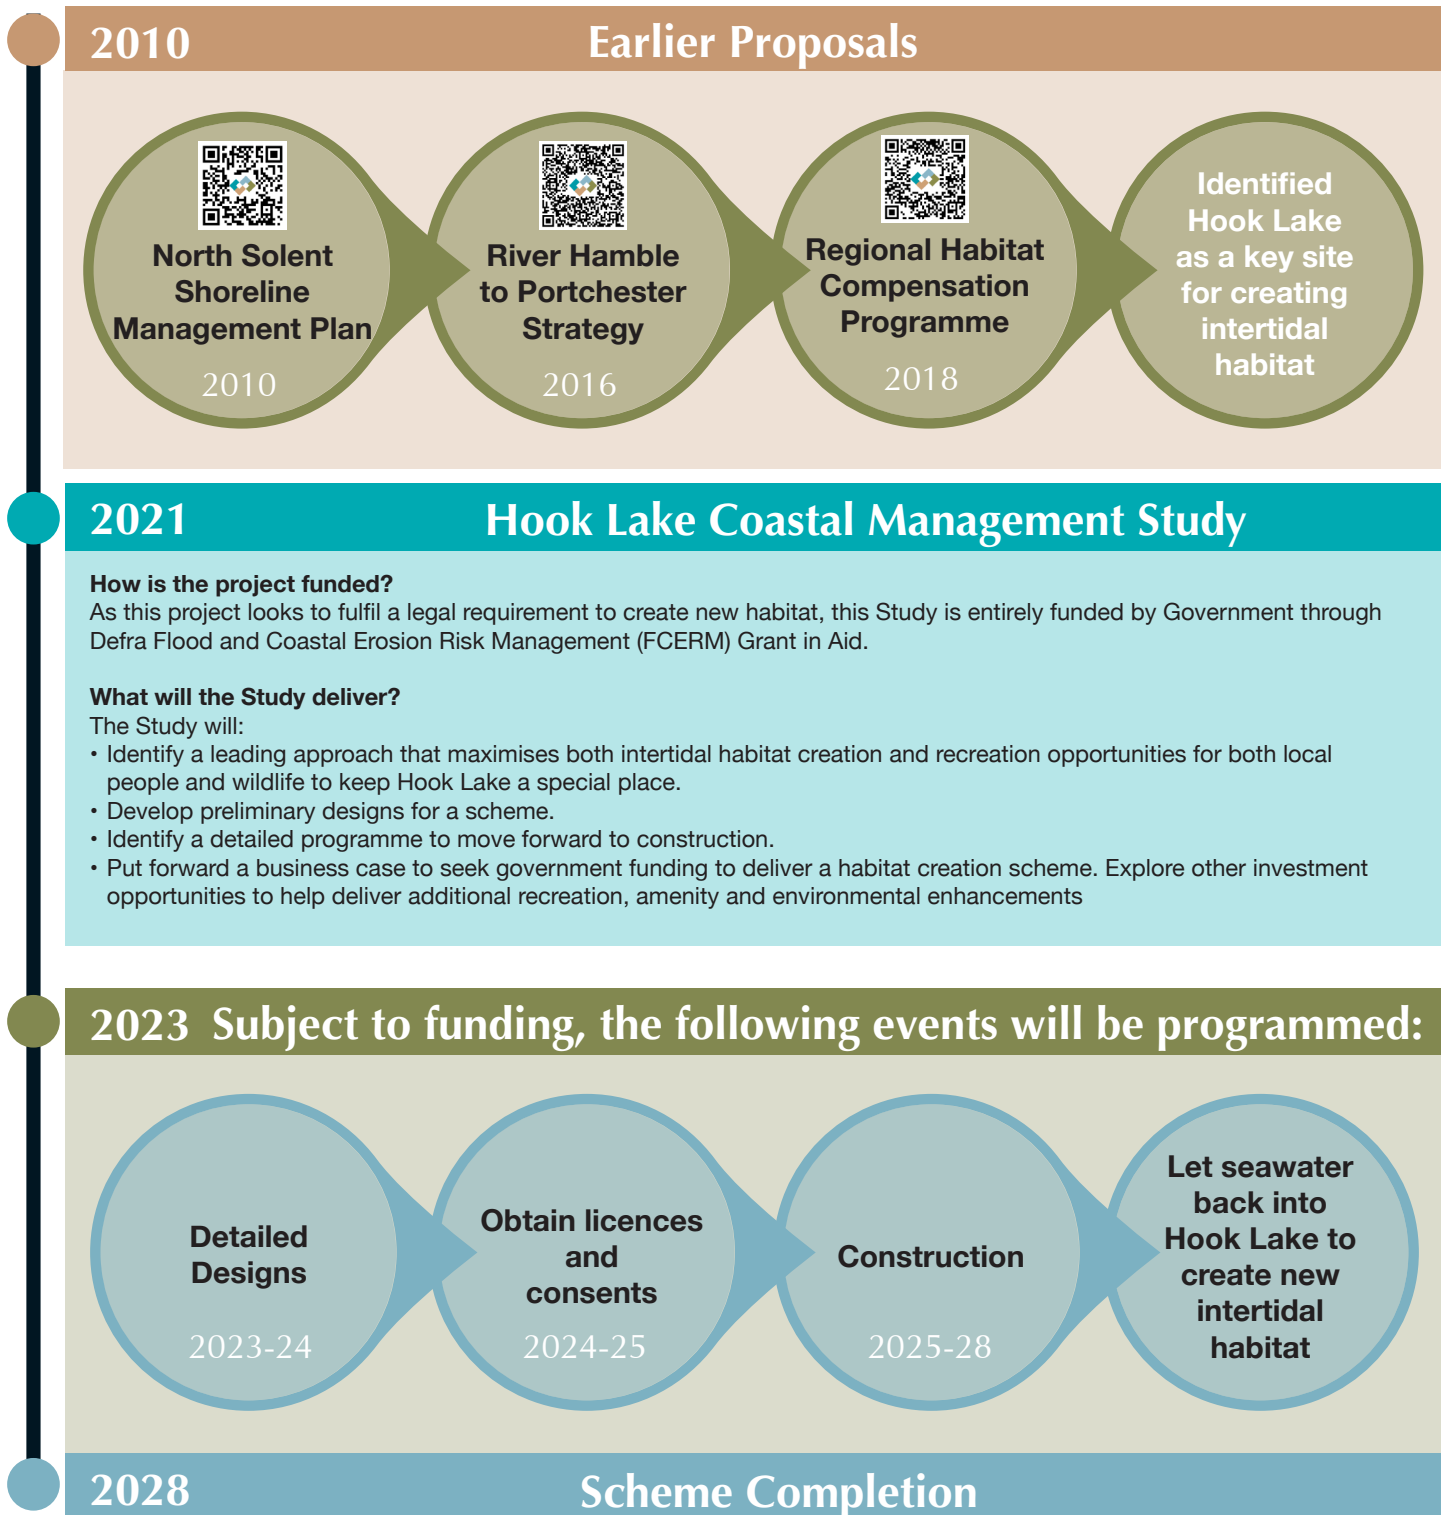 2010 Earlier Proposals
North Solent
Shoreline
Management Plan
2010
River Hamble
to Portchester
Strategy
2016
Regional Habitat
Compensation
Programme
2018
Identified
Hook Lake
as a key site
for creating
intertidal
habitat
2021 Hook Lake Coastal Management Study
How is the project funded?
As this project looks to fulfil a legal requirement to create new habitat, this Study is entirely funded by Government through
Defra Flood and Coastal Erosion Risk Management (FCERM) Grant in Aid.
What will the Study deliver?
The Study will:
• Identify a leading approach that maximises both intertidal habitat creation and recreation opportunities for both local
people and wildlife to keep Hook Lake a special place.
• Develop preliminary designs for a scheme.
• Identify a detailed programme to move forward to construction.
• Put forward a business case to seek government funding to deliver a habitat creation scheme. Explore other investment
opportunities to help deliver additional recreation, amenity and environmental enhancements
2023 Subject to funding, the following events will be programmed:
Detailed
Designs
2023-24
Obtain licences
and
consents
2024-25
Construction
2025-28
Let seawater
back into
Hook Lake to
create new
intertidal
habitat
2028 Scheme Completion